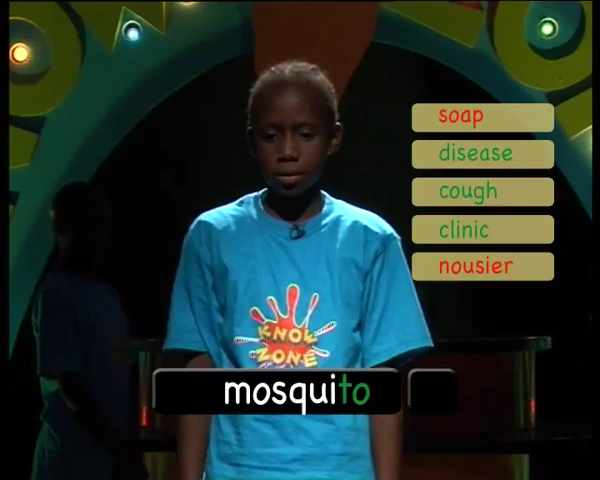 soap
disease
cough
clinic
nousier
KNOW
ZONE
mosquito